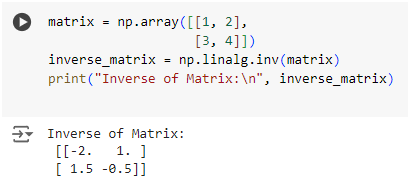 matrix = np.array([[1, 2],
                   [3, 4]])
inverse_matrix = np.linalg.inv(matrix)
print("Inverse of Matrix:\n", inverse_matrix)
Inverse of Matrix:
 [[-2.   1. ]
 [ 1.5 -0.5]]